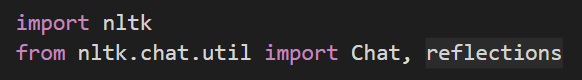 import nltk
from nltk.chat.util import Chat, reflections